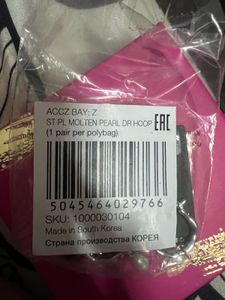 ACCZ BAY: Z
ST PL MOLTEN PEARL DR HOOP
(1 pair per polybag)
EAC
5045464029766
SKU: 1000030104
Made in South Korea
Страна производства КОРЕЯ